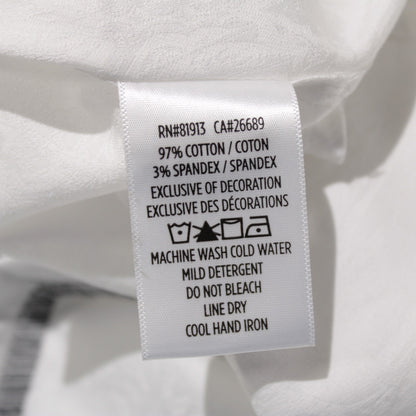 RN#81913 CA#26689
97% COTTON / COTON
3% SPANDEX / SPANDEX
EXCLUSIVE OF DECORATION
EXCLUSIVE DES DÉCORATIONS
MACHINE WASH COLD WATER
MILD DETERGENT
DO NOT BLEACH
LINE DRY
COOL HAND IRON